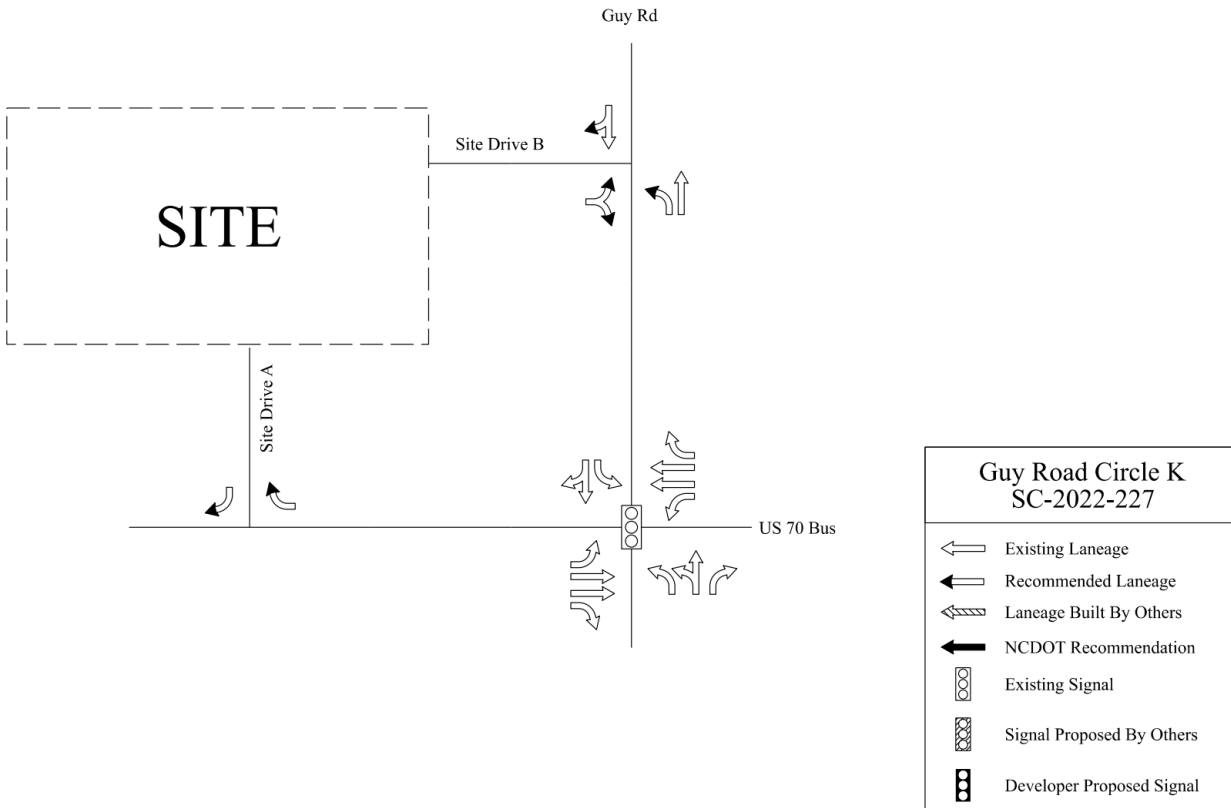 Guy Rd
Site Drive B
SITE
Site Drive A
US 70 Bus
Guy Road Circle K
SC-2022-227
Existing Laneage
Recommended Laneage
Laneage Built By Others
NCDOT Recommendation
Existing Signal
Signal Proposed By Others
Developer Proposed Signal